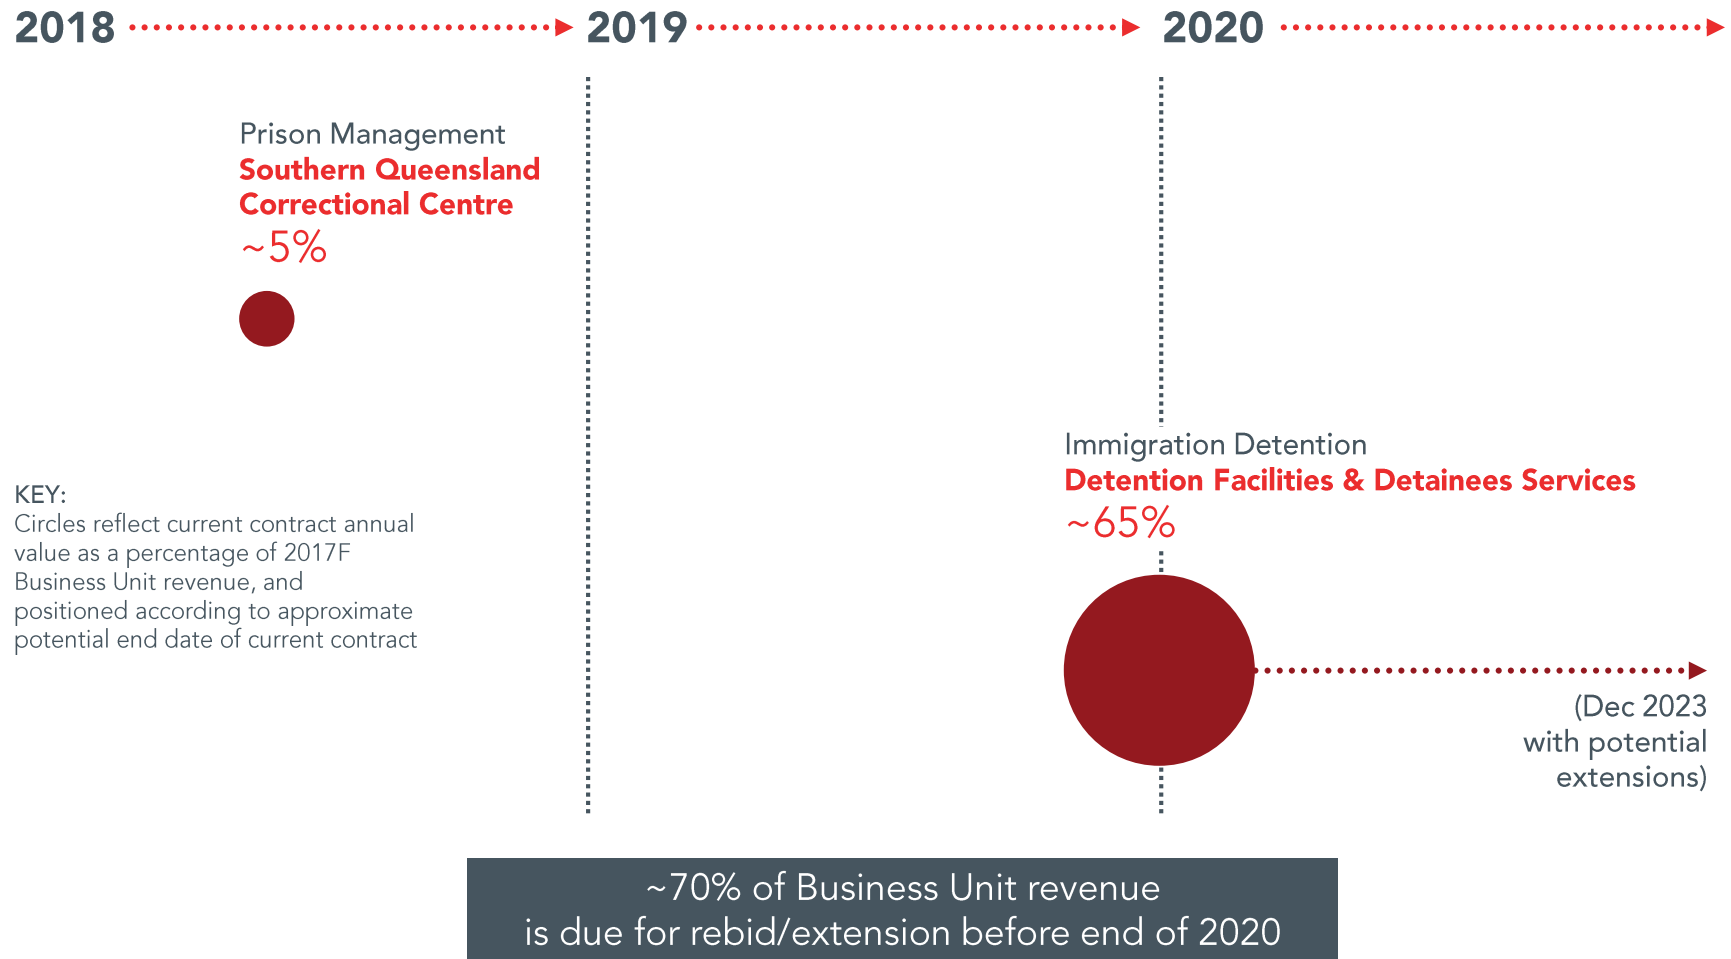 2018
2019
2020
Prison Management
Southern Queensland
Correctional Centre
~5%
Immigration Detention
Detention Facilities & Detainees Services
~65%
KEY:
Circles reflect current contract annual
value as a percentage of 2017F
Business Unit revenue, and
positioned according to approximate
potential end date of current contract
(Dec 2023
with potential
extensions)
~70% of Business Unit revenue
is due for rebid/extension before end of 2020